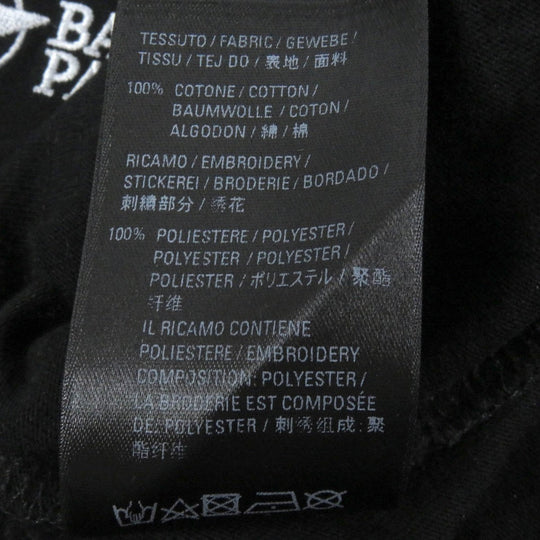 BA
PA
TESSUTO / FABRIC / GEWEBE /
TISSU / TEJ DO / 表地 / 面料
100% COTONE / COTTON /
BAUMWOLLE / COTON /
ALGODON / 綿 / 棉
RICAMO / EMBROIDERY /
STICKEREI / BRODERIE / BORDADO /
刺繍部分 / 绣花
100% POLIESTERE / POLYESTER /
POLYESTER / POLYESTER /
POLIESTER / ポリエステル / 聚酯
纤维
IL RICAMO CONTIENE
POLIESTERE / EMBROIDERY
COMPOSITION: POLYESTER /
LA BRODERIE EST COMPOSÉE
DE: POLYESTER / 刺绣组成: 聚
酯纤维